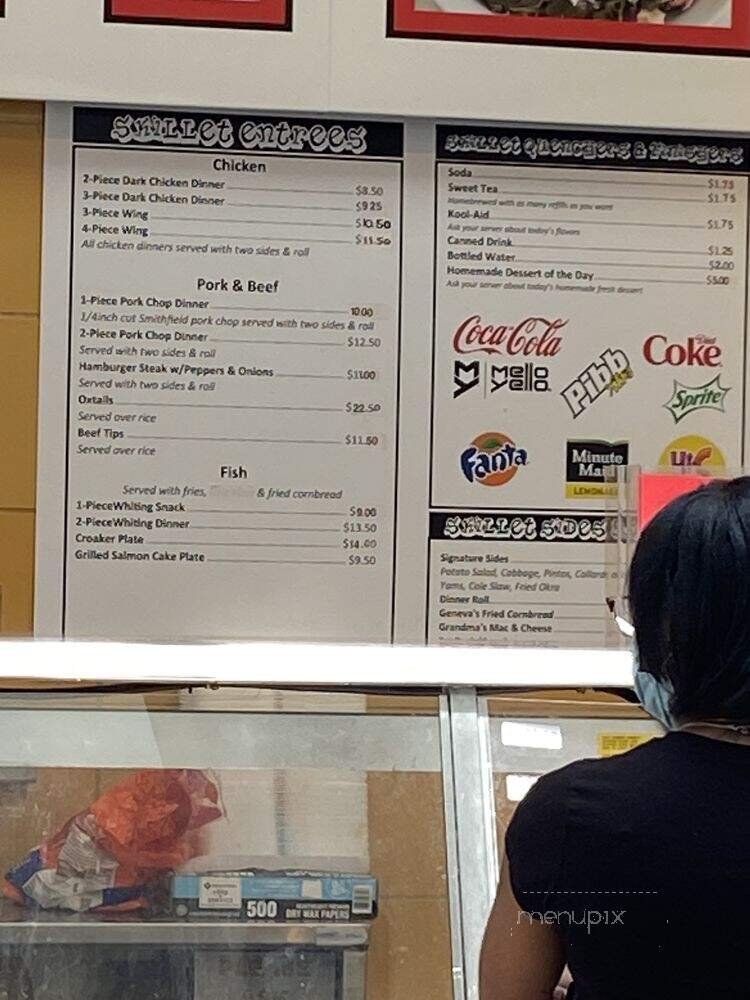 Skillet Entrees
Chicken
2-Piece Dark Chicken Dinner $8.50
3-Piece Dark Chicken Dinner $9.25
3-Piece Wing $10.50
4-Piece Wing $11.50
All chicken dinners served with two sides & roll
Pork & Beef
1-Piece Pork Chop Dinner 10.00
1/4inch cut Smithfield pork chop served with two sides & roll
2-Piece Pork Chop Dinner $12.50
Served with two sides & roll
Hamburger Steak w/Peppers & Onions $11.00
Served with two sides & roll
Oxtails $22.50
Served over rice
Beef Tips $11.50
Served over rice
Fish
Served with fries, & fried cornbread
1-PieceWhiting Snack $9.00
2-PieceWhiting Dinner $13.50
Croaker Plate $14.00
Grilled Salmon Cake Plate $9.50
Skillet Quenchers & Finishers
Soda $1.75
Sweet Tea $1.75
Homebrewed with as many refills as you want
Kool-Aid $1.75
Ask your server about today's flavors
Canned Drink $1.25
Bottled Water $2.00
Homemade Dessert of the Day $5.00
Ask your server about today's homemade fresh dessert
Coca-Cola
Diet Coke
MY | Mello Yello
Pibb Xtra
Sprite
Fanta
Minute Maid
LEMONADE
Hi-C
Skillet Sides
Signature Sides
Potato Salad, Cabbage, Pintos, Collards
Yams, Cole Slaw, Fried Okra
Dinner Roll
Geneva's Fried Cornbread
Grandma's Mac & Cheese
500
DRY WAX PAPERS
menupix